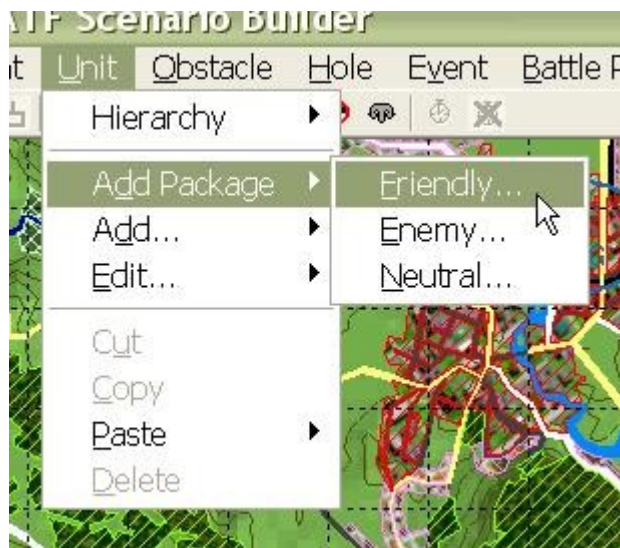 ATF Scenario Builder
Unit Obstacle Hole Event Battle
Hierarchy
Add Package
Friendly...
Add...
Enemy...
Edit...
Neutral...
Cut
Copy
Paste
Delete